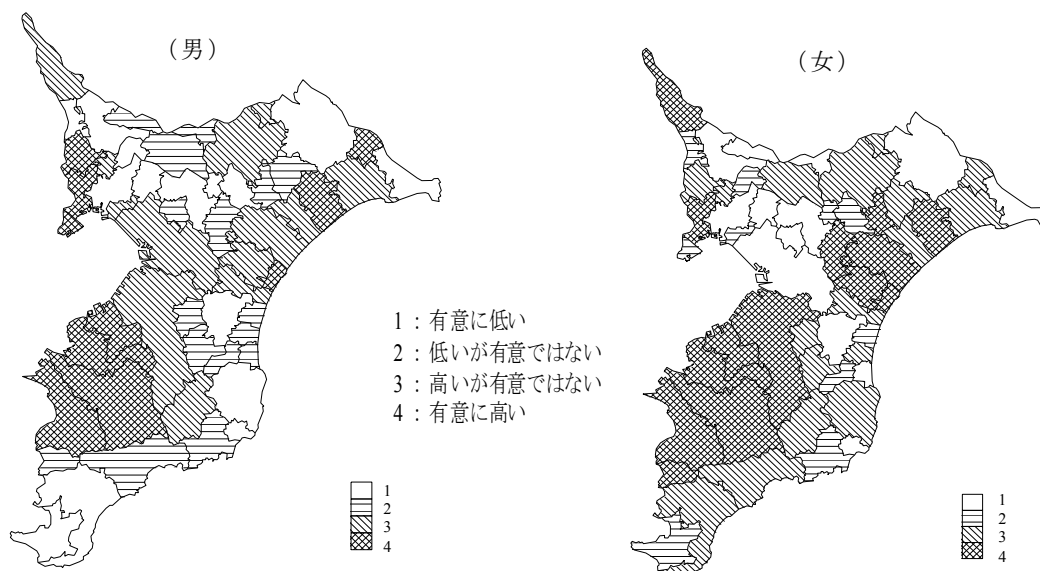 （男）
（女）
1：有意に低い
2：低いが有意ではない
3：高いが有意ではない
4：有意に高い
1
2
3
4
1
2
3
4